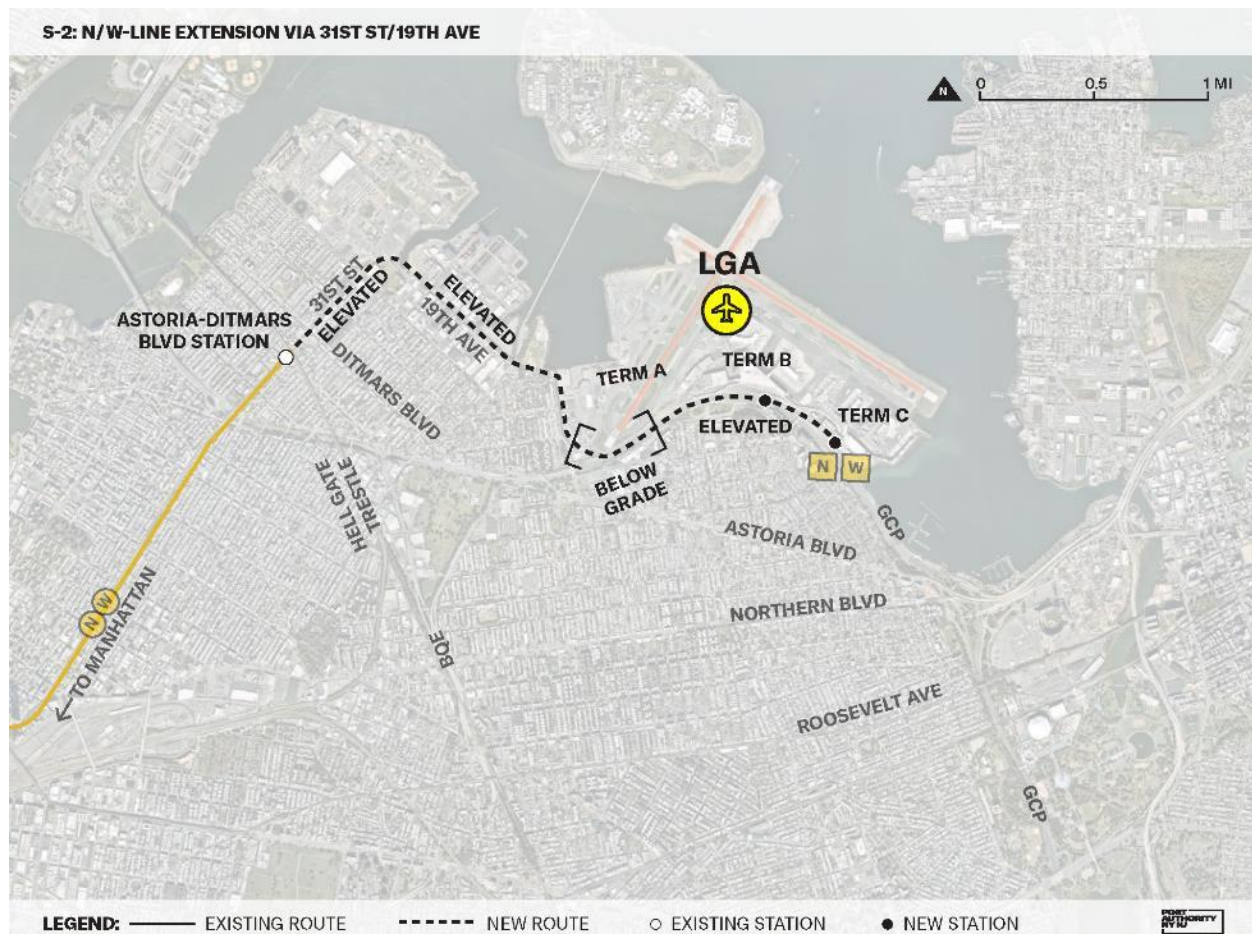 S-2: N/W-LINE EXTENSION VIA 31ST ST/19TH AVE
N
0 0.5 1 MI
LGA
31ST ST
ELEVATED
ELEVATED
19TH AVE
ASTORIA-DITMARS
BLVD STATION
DITMARS BLVD
TERM A
TERM B
TERM C
ELEVATED
BELOW
GRADE
N W
HELL GATE
TRESTLE
GCP
ASTORIA BLVD
NORTHERN BLVD
N W
TO MANHATTAN
BQE
ROOSEVELT AVE
GCP
LEGEND: EXISTING ROUTE NEW ROUTE EXISTING STATION NEW STATION
PORT
AUTHORITY
NY NJ